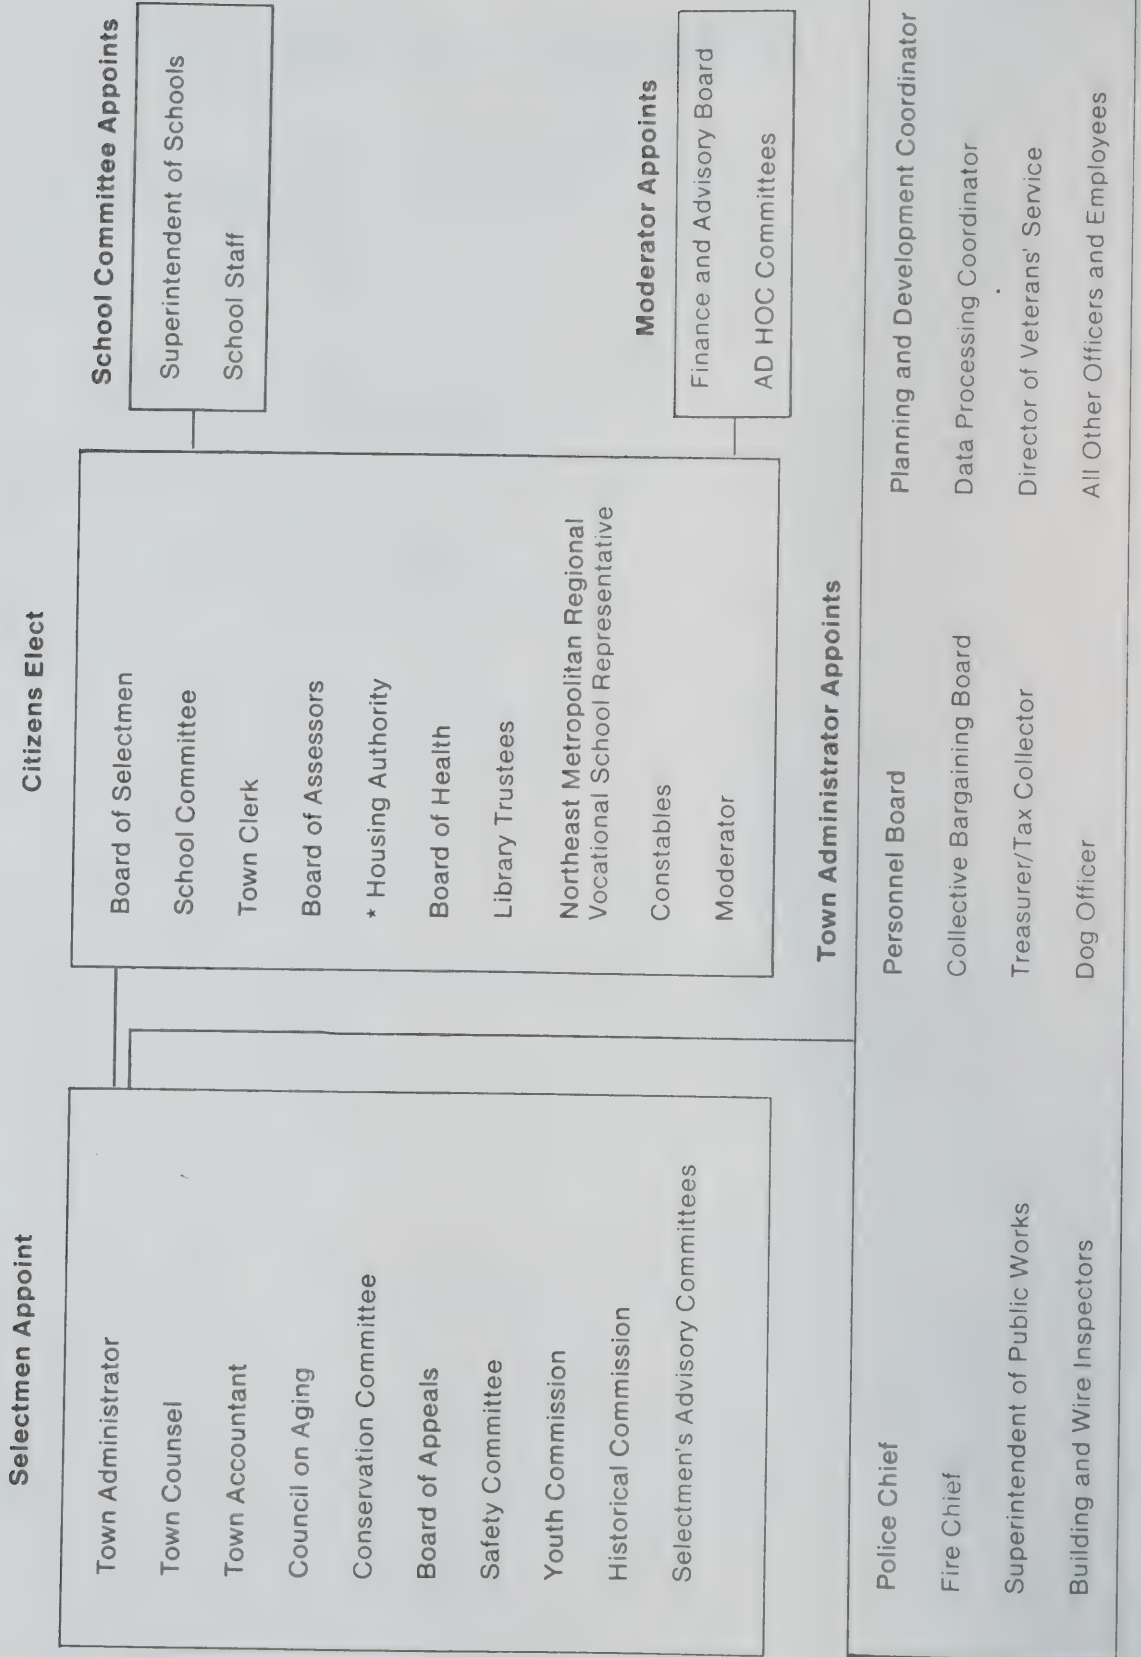 Selectmen Appoint
Town Administrator
Town Counsel
Town Accountant
Council on Aging
Conservation Committee
Board of Appeals
Safety Committee
Youth Commission
Historical Commission
Selectmen's Advisory Committees
Citizens Elect
Board of Selectmen
School Committee
Town Clerk
Board of Assessors
* Housing Authority
Board of Health
Library Trustees
Northeast Metropolitan Regional
Vocational School Representative
Constables
Moderator
School Committee Appoints
Superintendent of Schools
School Staff
Moderator Appoints
Finance and Advisory Board
AD HOC Committees
Town Administrator Appoints
Police Chief
Fire Chief
Superintendent of Public Works
Building and Wire Inspectors
Personnel Board
Collective Bargaining Board
Treasurer/Tax Collector
Dog Officer
Planning and Development Coordinator
Data Processing Coordinator
Director of Veterans' Service
All Other Officers and Employees